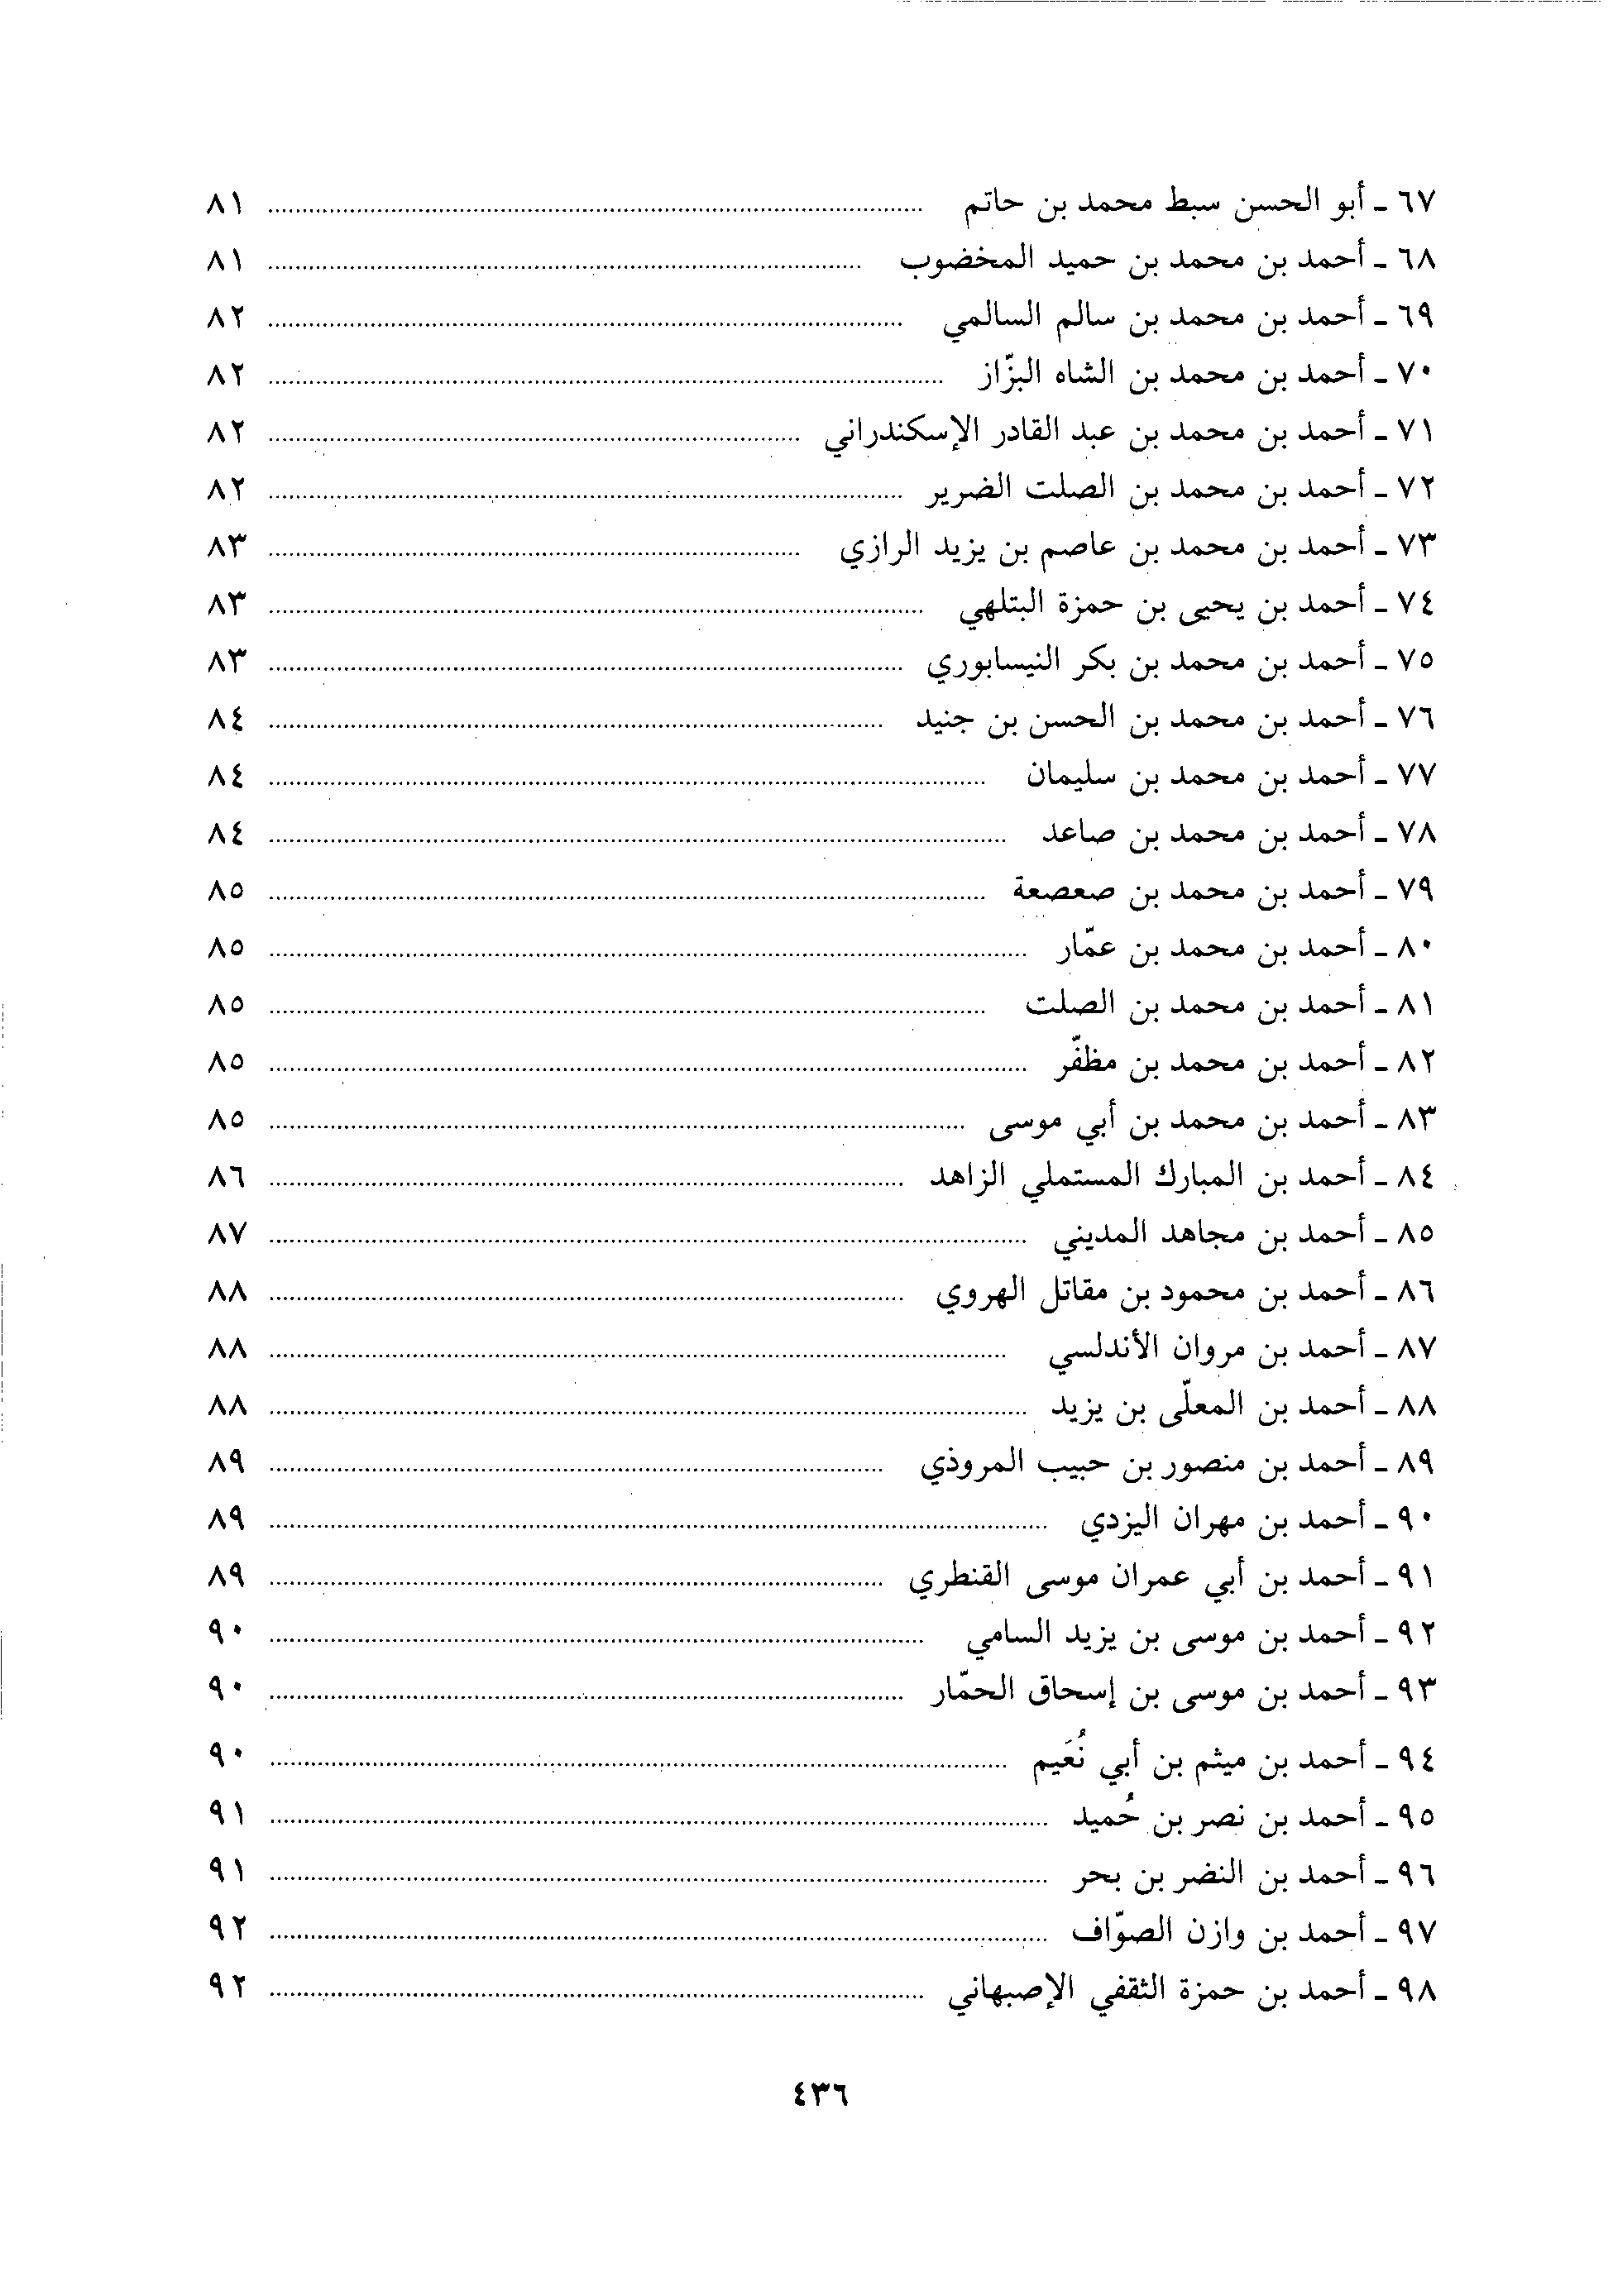 ٦٧ ـ أبو الحسن سبط محمد بن حاتم ........ ٨١
٦٨ ـ أحمد بن محمد بن حميد المخضوب ........ ٨١
٦٩ ـ أحمد بن محمد بن سالم السالمي ........ ٨٢
٧٠ ـ أحمد بن محمد بن الشاه البزّاز ........ ٨٢
٧١ ـ أحمد بن محمد بن عبد القادر الإسكندراني ........ ٨٢
٧٢ ـ أحمد بن محمد بن الصلت الضرير ........ ٨٢
٧٣ ـ أحمد بن محمد بن عاصم بن يزيد الرازي ........ ٨٣
٧٤ ـ أحمد بن يحيى بن حمزة البتلهي ........ ٨٣
٧٥ ـ أحمد بن محمد بن بكر النيسابوري ........ ٨٣
٧٦ ـ أحمد بن محمد بن الحسن بن جنيد ........ ٨٤
٧٧ ـ أحمد بن محمد بن سليمان ........ ٨٤
٧٨ ـ أحمد بن محمد بن صاعد ........ ٨٤
٧٩ ـ أحمد بن محمد بن صعصعة ........ ٨٥
٨٠ ـ أحمد بن محمد بن عمّار ........ ٨٥
٨١ ـ أحمد بن محمد بن الصلت ........ ٨٥
٨٢ ـ أحمد بن محمد بن مظفّر ........ ٨٥
٨٣ ـ أحمد بن محمد بن أبي موسى ........ ٨٥
٨٤ ـ أحمد بن المبارك المستملي الزاهد ........ ٨٦
٨٥ ـ أحمد بن مجاهد المديني ........ ٨٧
٨٦ ـ أحمد بن محمود بن مقاتل الهروي ........ ٨٨
٨٧ ـ أحمد بن مروان الأندلسي ........ ٨٨
٨٨ ـ أحمد بن المعلّى بن يزيد ........ ٨٨
٨٩ ـ أحمد بن منصور بن حبيب المروذي ........ ٨٩
٩٠ ـ أحمد بن مهران اليزدي ........ ٨٩
٩١ ـ أحمد بن أبي عمران موسى القنطري ........ ٨٩
٩٢ ـ أحمد بن موسى بن يزيد السامي ........ ٩٠
٩٣ ـ أحمد بن موسى بن إسحاق الحمّار ........ ٩٠
٩٤ ـ أحمد بن ميثم بن أبي نُعَيم ........ ٩٠
٩٥ ـ أحمد بن نصر بن حُميد ........ ٩١
٩٦ ـ أحمد بن النضر بن بحر ........ ٩١
٩٧ ـ أحمد بن وازن الصوّاف ........ ٩٢
٩٨ ـ أحمد بن حمزة الثقفي الإصبهاني ........ ٩٢
٤٣٦